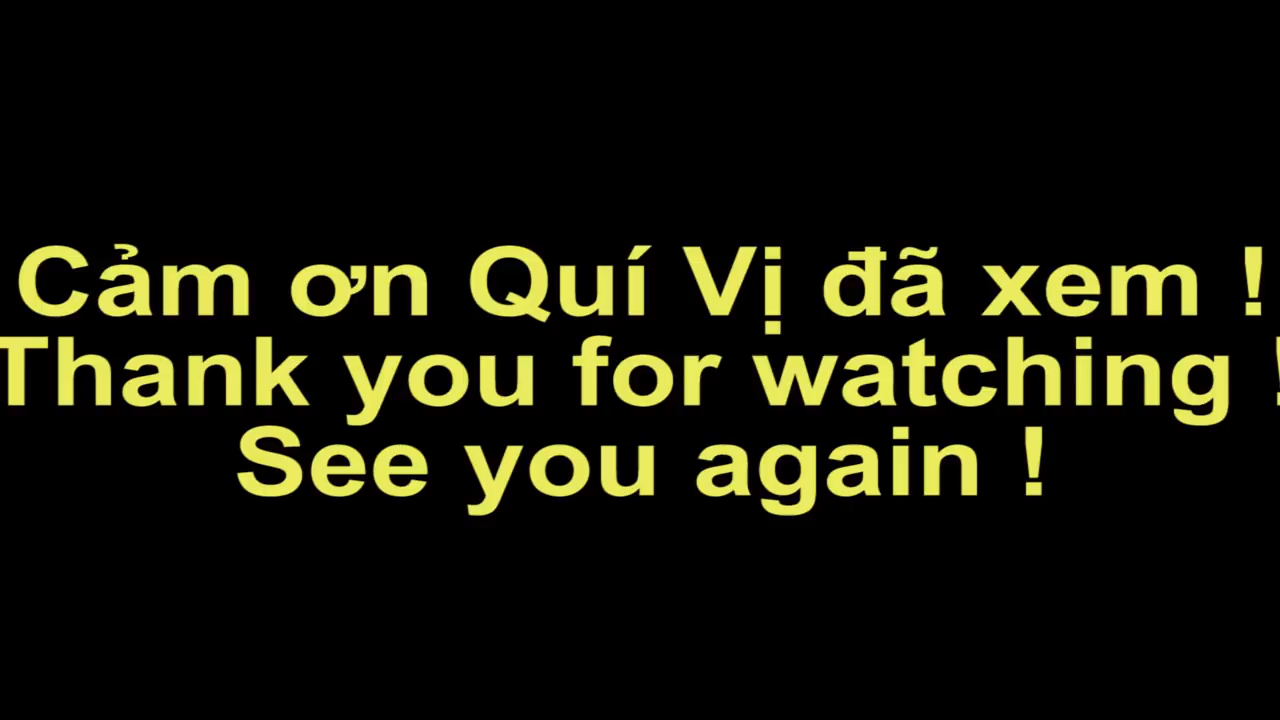 Cảm ơn Quí Vị đã xem !
Thank you for watching !
See you again !